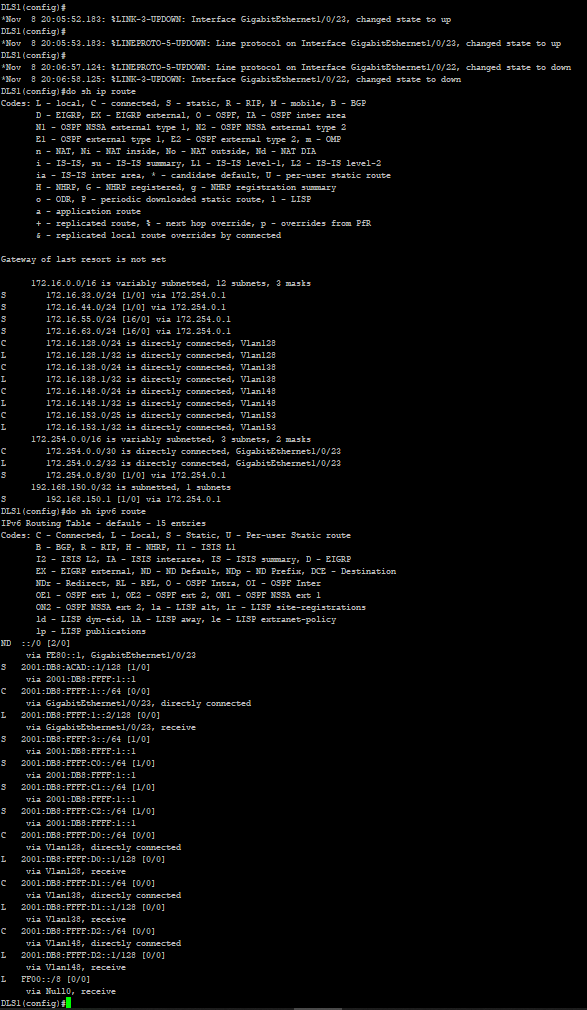 DLS1(config)#
*Nov  8 20:05:52.183: %LINK-3-UPDOWN: Interface GigabitEthernet1/0/23, changed state to up
DLS1(config)#
*Nov  8 20:05:53.183: %LINEPROTO-5-UPDOWN: Line protocol on Interface GigabitEthernet1/0/23, changed state to up
DLS1(config)#
*Nov  8 20:06:57.124: %LINEPROTO-5-UPDOWN: Line protocol on Interface GigabitEthernet1/0/22, changed state to down
*Nov  8 20:06:58.125: %LINK-3-UPDOWN: Interface GigabitEthernet1/0/22, changed state to down
DLS1(config)#do sh ip route
Codes: L - local, C - connected, S - static, R - RIP, M - mobile, B - BGP
       D - EIGRP, EX - EIGRP external, O - OSPF, IA - OSPF inter area
       N1 - OSPF NSSA external type 1, N2 - OSPF NSSA external type 2
       E1 - OSPF external type 1, E2 - OSPF external type 2, m - OMP
       n - NAT, Ni - NAT inside, No - NAT outside, Nd - NAT DIA
       i - IS-IS, su - IS-IS summary, L1 - IS-IS level-1, L2 - IS-IS level-2
       ia - IS-IS inter area, * - candidate default, U - per-user static route
       H - NHRP, G - NHRP registered, g - NHRP registration summary
       o - ODR, P - periodic downloaded static route, l - LISP
       a - application route
       + - replicated route, % - next hop override, p - overrides from PfR
       & - replicated local route overrides by connected
Gateway of last resort is not set
      172.16.0.0/16 is variably subnetted, 12 subnets, 3 masks
S        172.16.33.0/24 [1/0] via 172.254.0.1
S        172.16.44.0/24 [1/0] via 172.254.0.1
S        172.16.55.0/24 [16/0] via 172.254.0.1
S        172.16.63.0/24 [16/0] via 172.254.0.1
C        172.16.128.0/24 is directly connected, Vlan128
L        172.16.128.1/32 is directly connected, Vlan128
C        172.16.138.0/24 is directly connected, Vlan138
L        172.16.138.1/32 is directly connected, Vlan138
C        172.16.148.0/24 is directly connected, Vlan148
L        172.16.148.1/32 is directly connected, Vlan148
C        172.16.153.0/25 is directly connected, Vlan153
L        172.16.153.1/32 is directly connected, Vlan153
      172.254.0.0/16 is variably subnetted, 3 subnets, 2 masks
C        172.254.0.0/30 is directly connected, GigabitEthernet1/0/23
L        172.254.0.2/32 is directly connected, GigabitEthernet1/0/23
S        172.254.0.8/30 [1/0] via 172.254.0.1
      192.168.150.0/32 is subnetted, 1 subnets
S        192.168.150.1 [1/0] via 172.254.0.1
DLS1(config)#do sh ipv6 route
IPv6 Routing Table - default - 15 entries
Codes: C - Connected, L - Local, S - Static, U - Per-user Static route
       B - BGP, R - RIP, H - NHRP, I1 - ISIS L1
       I2 - ISIS L2, IA - ISIS interarea, IS - ISIS summary, D - EIGRP
       EX - EIGRP external, ND - ND Default, NDp - ND Prefix, DCE - Destination
       NDr - Redirect, RL - RPL, O - OSPF Intra, OI - OSPF Inter
       OE1 - OSPF ext 1, OE2 - OSPF ext 2, ON1 - OSPF NSSA ext 1
       ON2 - OSPF NSSA ext 2, la - LISP alt, lr - LISP site-registrations
       ld - LISP dyn-eid, lA - LISP away, le - LISP extranet-policy
       lp - LISP publications
ND  ::/0 [2/0]
     via FE80::1, GigabitEthernet1/0/23
S   2001:DB8:ACAD::1/128 [1/0]
     via 2001:DB8:FFFF:1::1
C   2001:DB8:FFFF:1::/64 [0/0]
     via GigabitEthernet1/0/23, directly connected
L   2001:DB8:FFFF:1::2/128 [0/0]
     via GigabitEthernet1/0/23, receive
S   2001:DB8:FFFF:3::/64 [1/0]
     via 2001:DB8:FFFF:1::1
S   2001:DB8:FFFF:C0::/64 [1/0]
     via 2001:DB8:FFFF:1::1
S   2001:DB8:FFFF:C1::/64 [1/0]
     via 2001:DB8:FFFF:1::1
S   2001:DB8:FFFF:C2::/64 [1/0]
     via 2001:DB8:FFFF:1::1
C   2001:DB8:FFFF:D0::/64 [0/0]
     via Vlan128, directly connected
L   2001:DB8:FFFF:D0::1/128 [0/0]
     via Vlan128, receive
C   2001:DB8:FFFF:D1::/64 [0/0]
     via Vlan138, directly connected
L   2001:DB8:FFFF:D1::1/128 [0/0]
     via Vlan138, receive
C   2001:DB8:FFFF:D2::/64 [0/0]
     via Vlan148, directly connected
L   2001:DB8:FFFF:D2::1/128 [0/0]
     via Vlan148, receive
L   FF00::/8 [0/0]
     via Null0, receive
DLS1(config)#